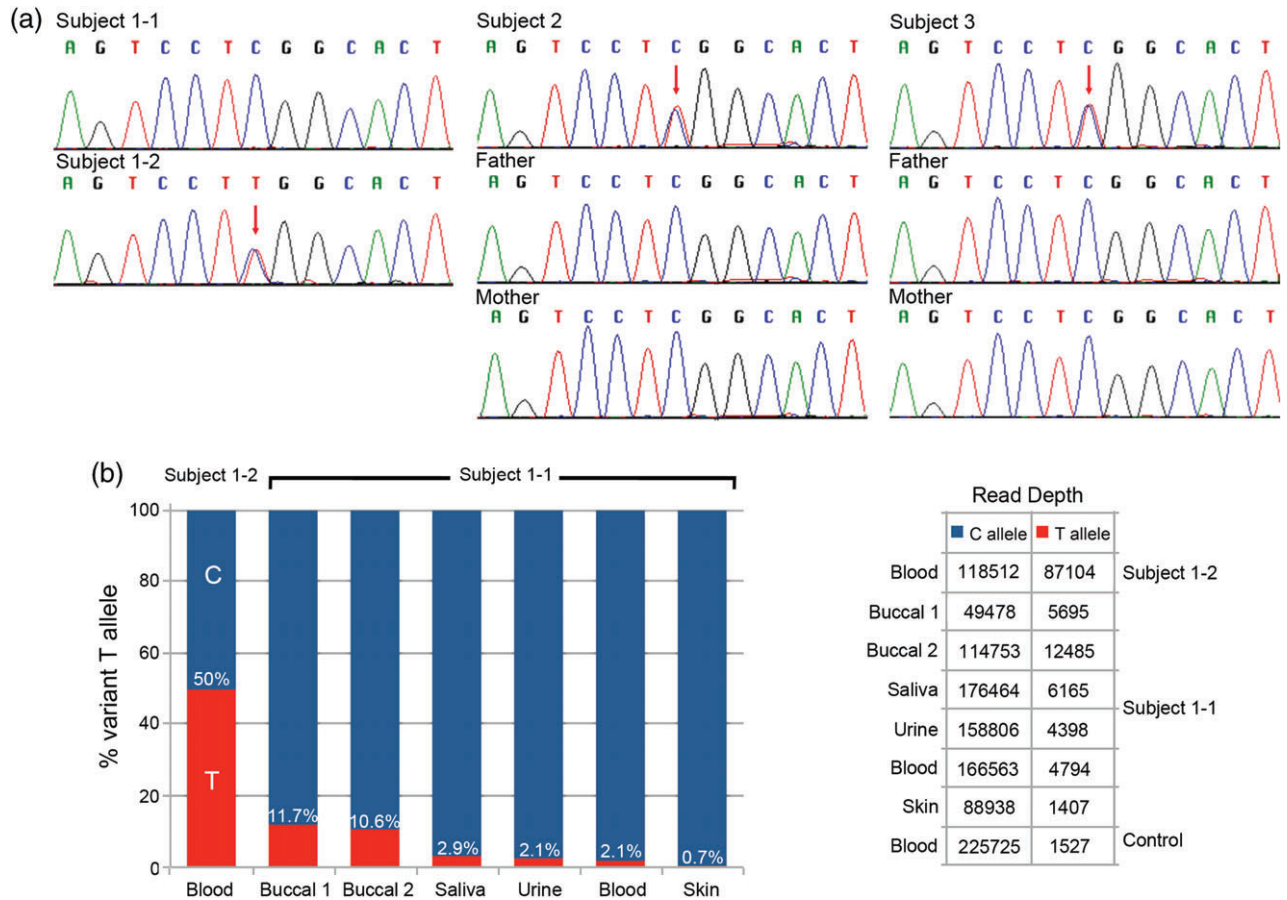 (a)
Subject 1-1
A G T C C T C G G C A C T
Subject 1-2
A G T C C T T G G C A C T
Subject 2
A G T C C T C G G C A C T
Father
A G T C C T C G G C A C T
Mother
A G T C C T C G G C A C T
Subject 3
A G T C C T C G G C A C T
Father
A G T C C T C G G C A C T
Mother
A G T C C T C G G C A C T
(b)
Subject 1-2 Subject 1-1
% variant T allele
100
80
60
40
20
0
C
50%
T
11.7%
10.6%
2.9%
2.1%
2.1%
0.7%
Blood Buccal 1 Buccal 2 Saliva Urine Blood Skin
Read Depth
C allele T allele
Blood 118512 87104 Subject 1-2
Buccal 1 49478 5695
Buccal 2 114753 12485
Saliva 176464 6165
Subject 1-1
Urine 158806 4398
Blood 166563 4794
Skin 88938 1407
Blood 225725 1527 Control